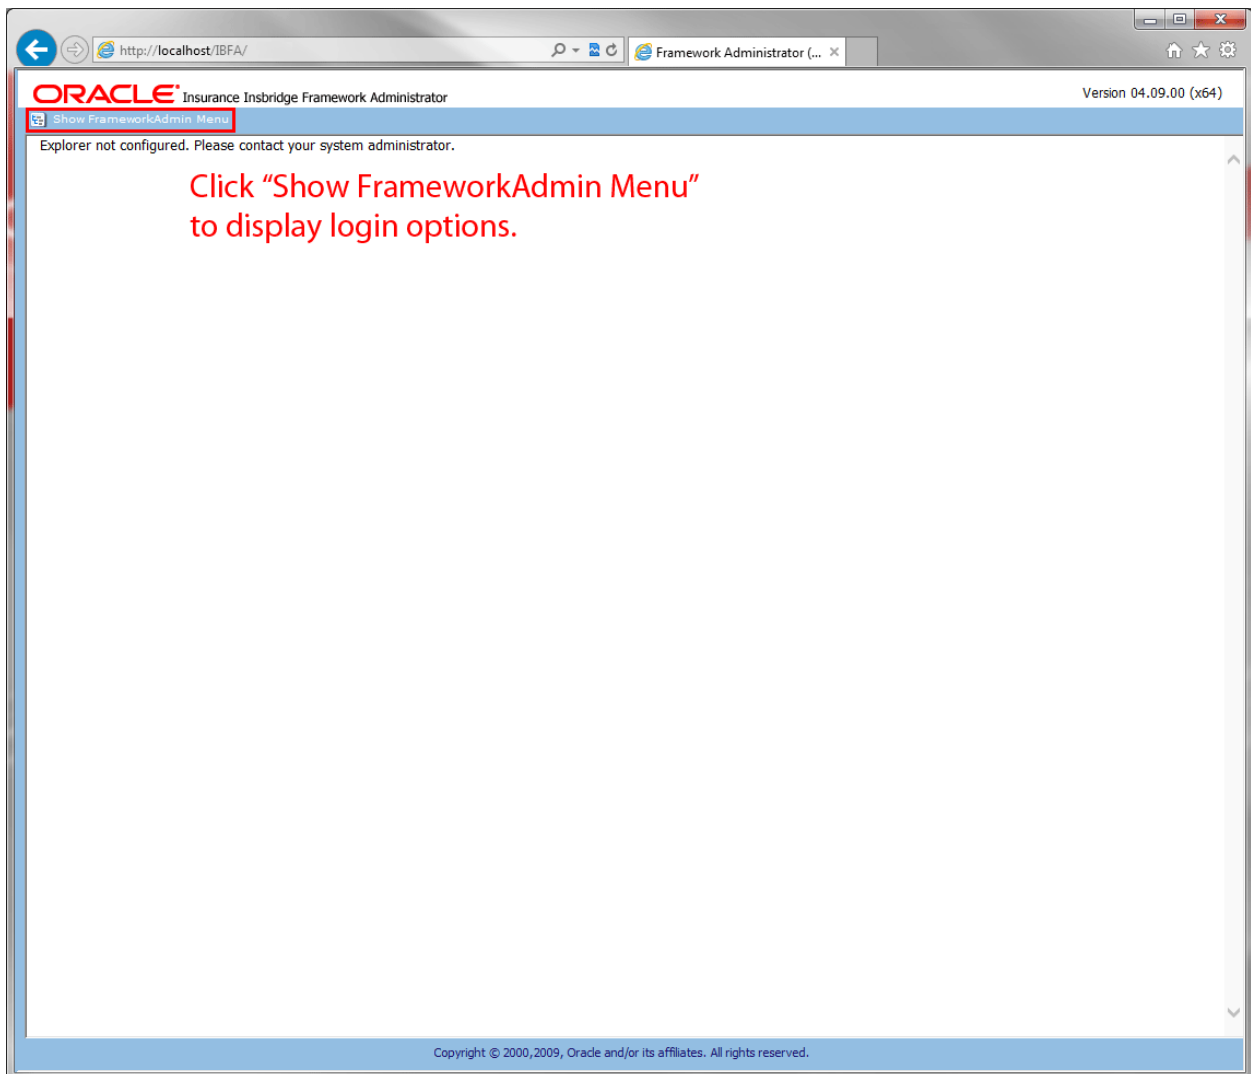 http://localhost/IBFA/
Framework Administrator (...
ORACLE Insurance Insbridge Framework Administrator
Version 04.09.00 (x64)
Show FrameworkAdmin Menu
Explorer not configured. Please contact your system administrator.
Click “Show FrameworkAdmin Menu”
to display login options.
Copyright © 2000,2009, Oracle and/or its affiliates. All rights reserved.